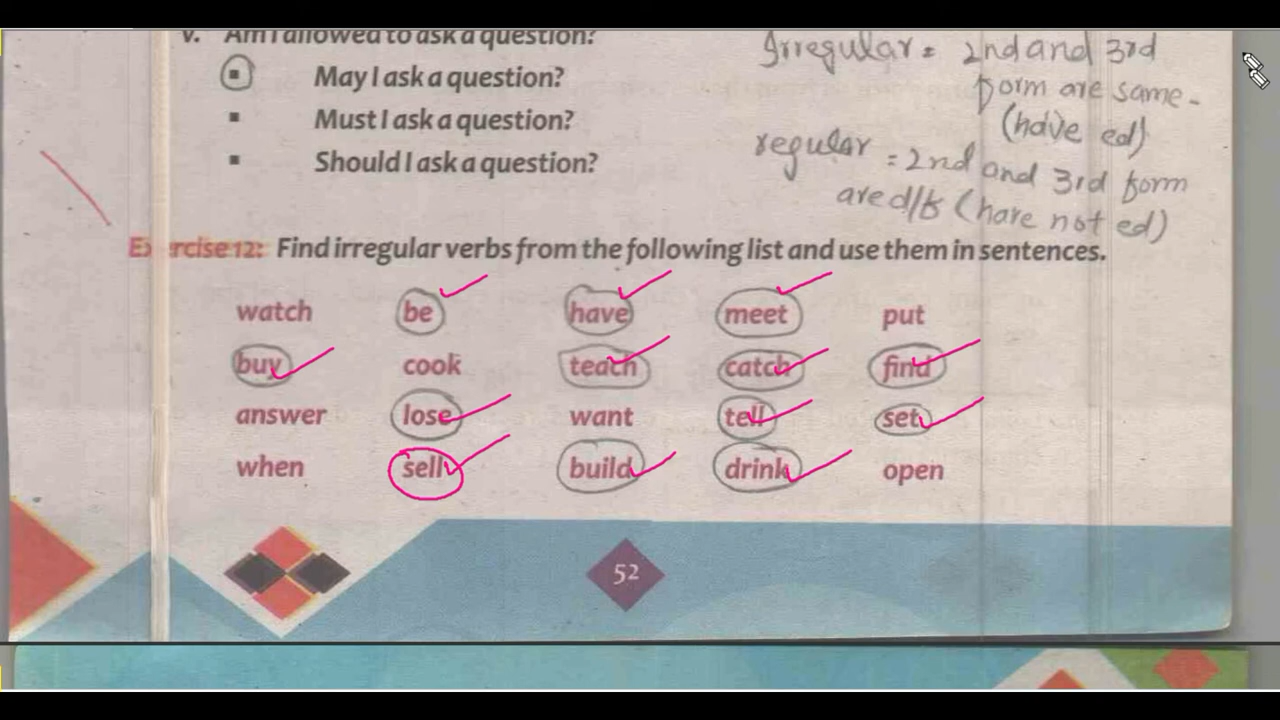 v. Am I allowed to ask a question?
▪ May I ask a question?
▪ Must I ask a question?
▪ Should I ask a question?
Irregular = 2nd and 3rd
form are same.
(have ed)
regular = 2nd and 3rd form
are d/f (have not ed)
Exercise 12: Find irregular verbs from the following list and use them in sentences.
watch be have meet put
buy cook teach catch find
answer lose want tell set
when sell build drink open
52